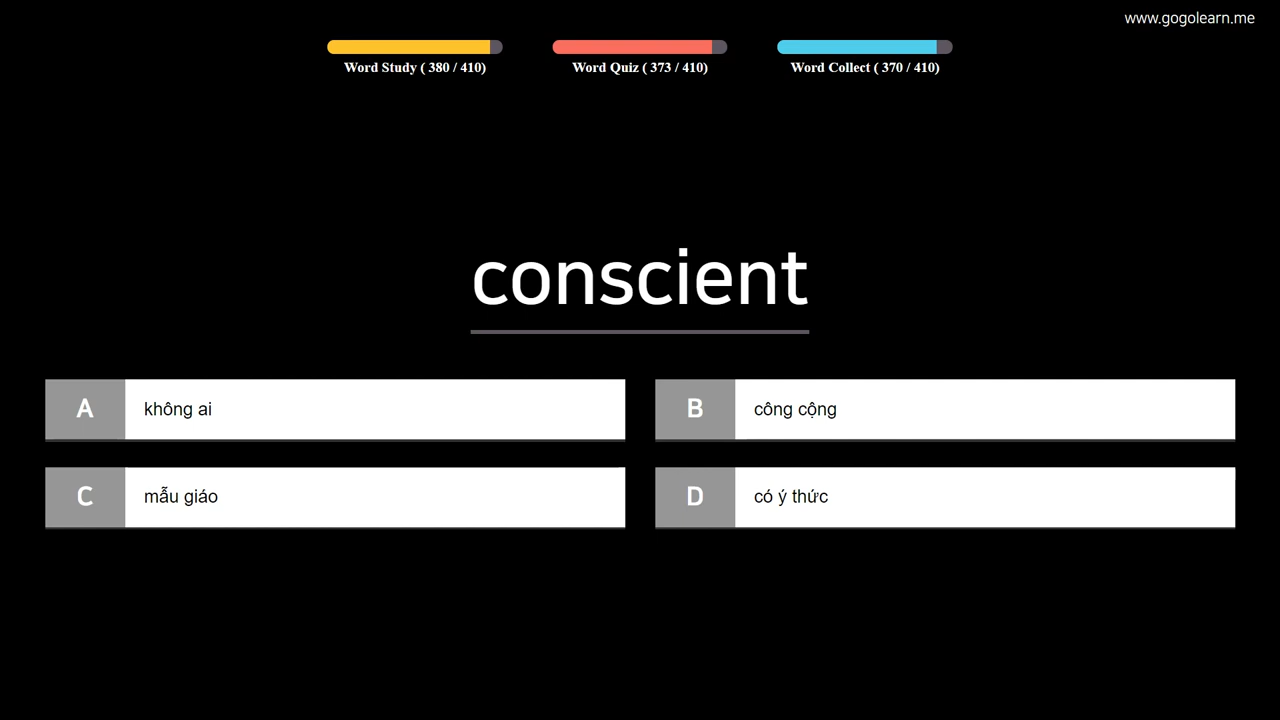 www.gogolearn.me
Word Study ( 380 / 410)
Word Quiz ( 373 / 410)
Word Collect ( 370 / 410)
conscient
A không ai
B công cộng
C mẫu giáo
D có ý thức